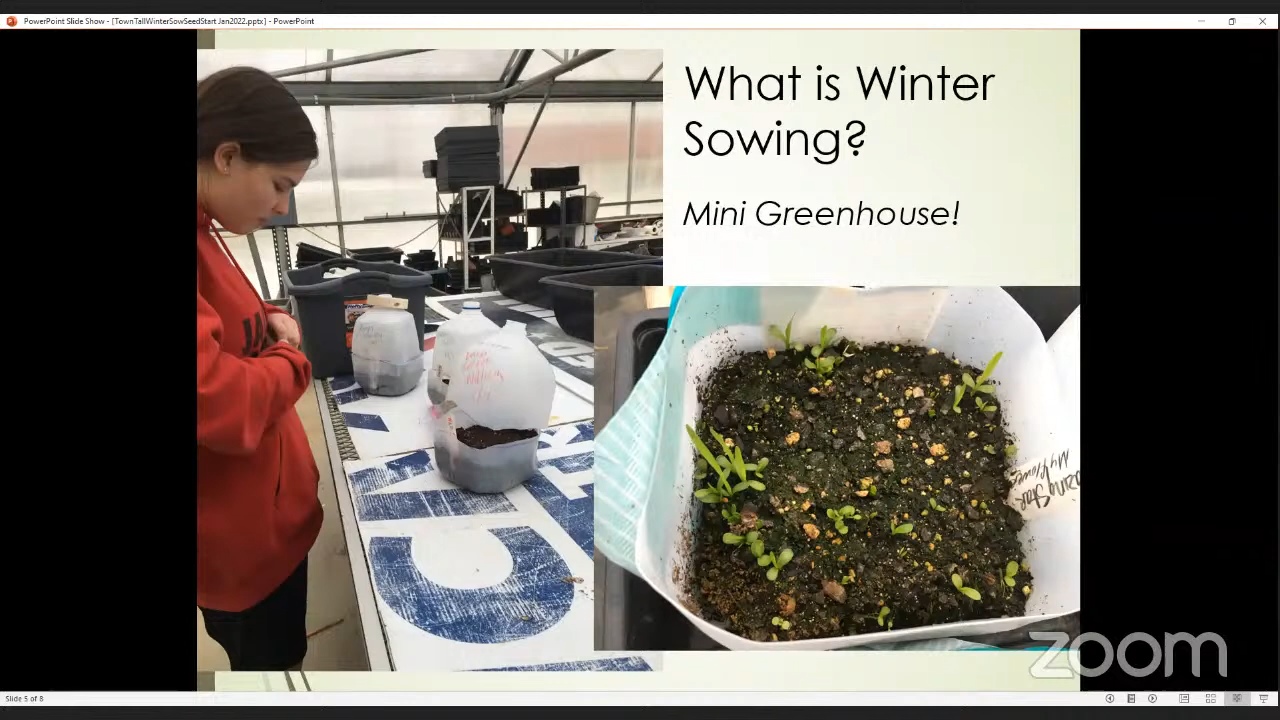 PowerPoint Slide Show - [TownTallWinterSowSeedStart Jan2022.pptx] - PowerPoint
What is Winter
Sowing?
Mini Greenhouse!
zoom
Slide 5 of 8